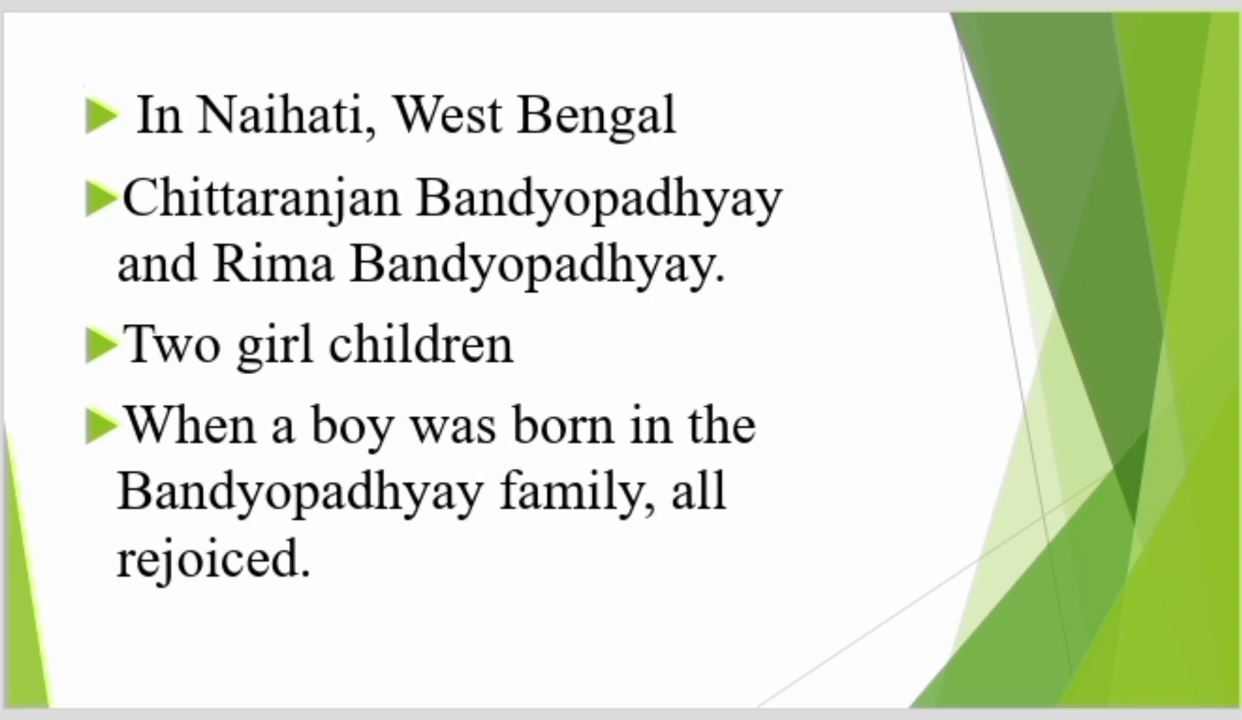 In Naihati, West Bengal
Chittaranjan Bandyopadhyay
and Rima Bandyopadhyay.
Two girl children
When a boy was born in the
Bandyopadhyay family, all
rejoiced.